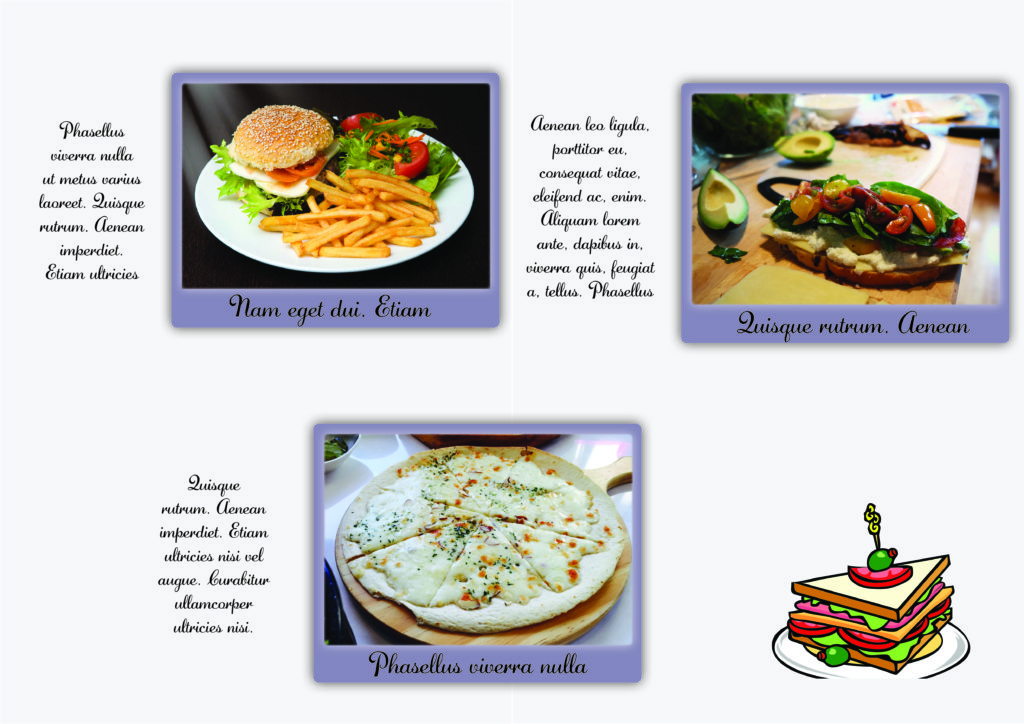 Phasellus
viverra nulla
ut metus varius
laoreet. Quisque
rutrum. Aenean
imperdiet.
Etiam ultricies
Nam eget dui. Etiam
Aenean leo ligula,
porttitor eu,
consequat vitae,
eleifend ac, enim.
Aliquam lorem
ante, dapibus in,
viverra quis, feugiat
a, tellus. Phasellus
Quisque rutrum. Aenean
Quisque
rutrum. Aenean
imperdiet. Etiam
ultricies nisi vel
augue. Curabitur
ullamcorper
ultricies nisi.
Phasellus viverra nulla